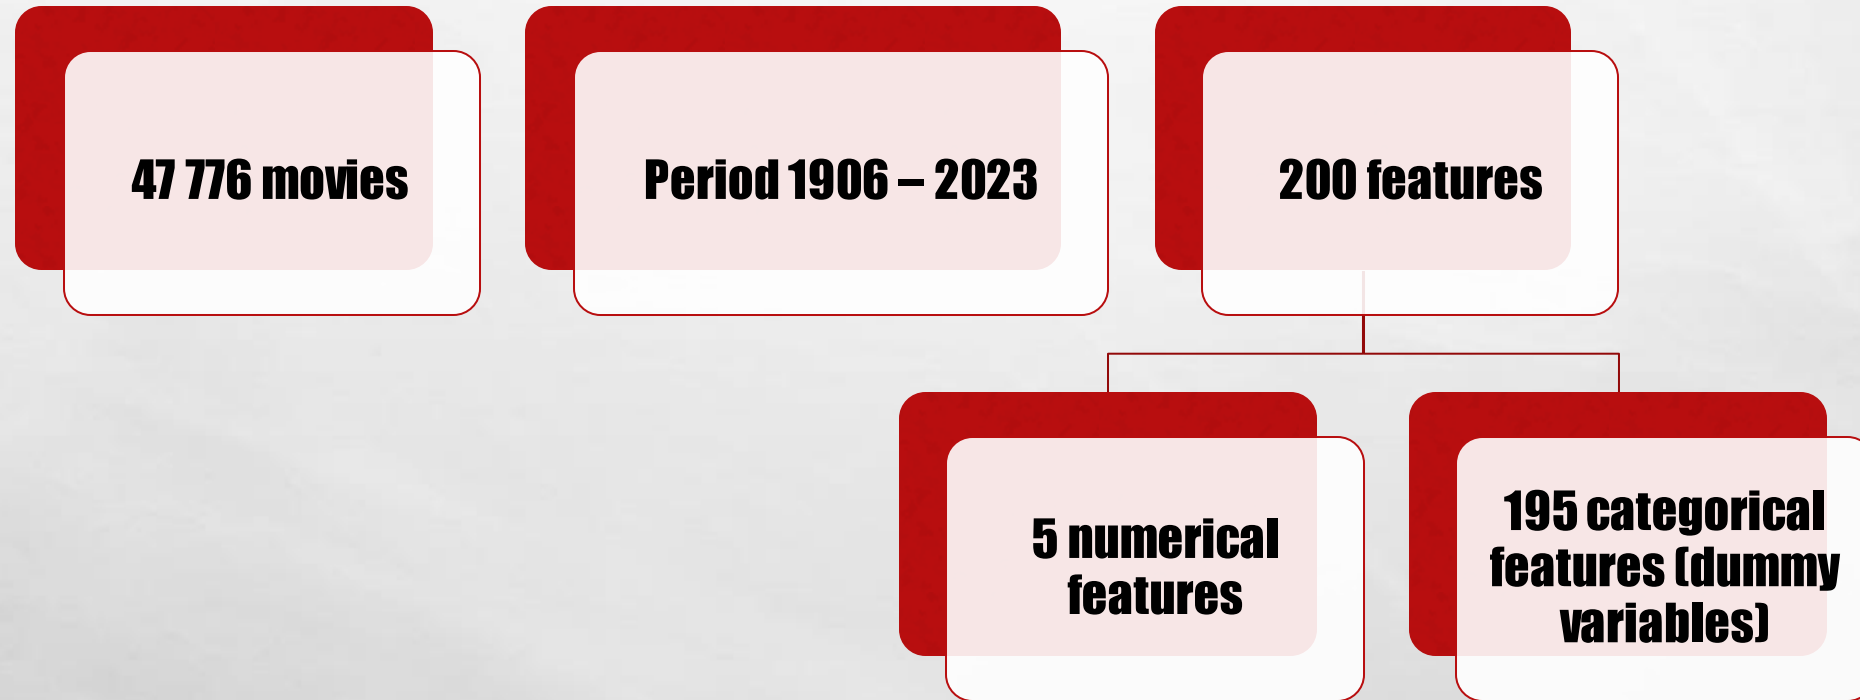 47 776 movies
Period 1906 – 2023
200 features
5 numerical
features
195 categorical
features (dummy
variables)